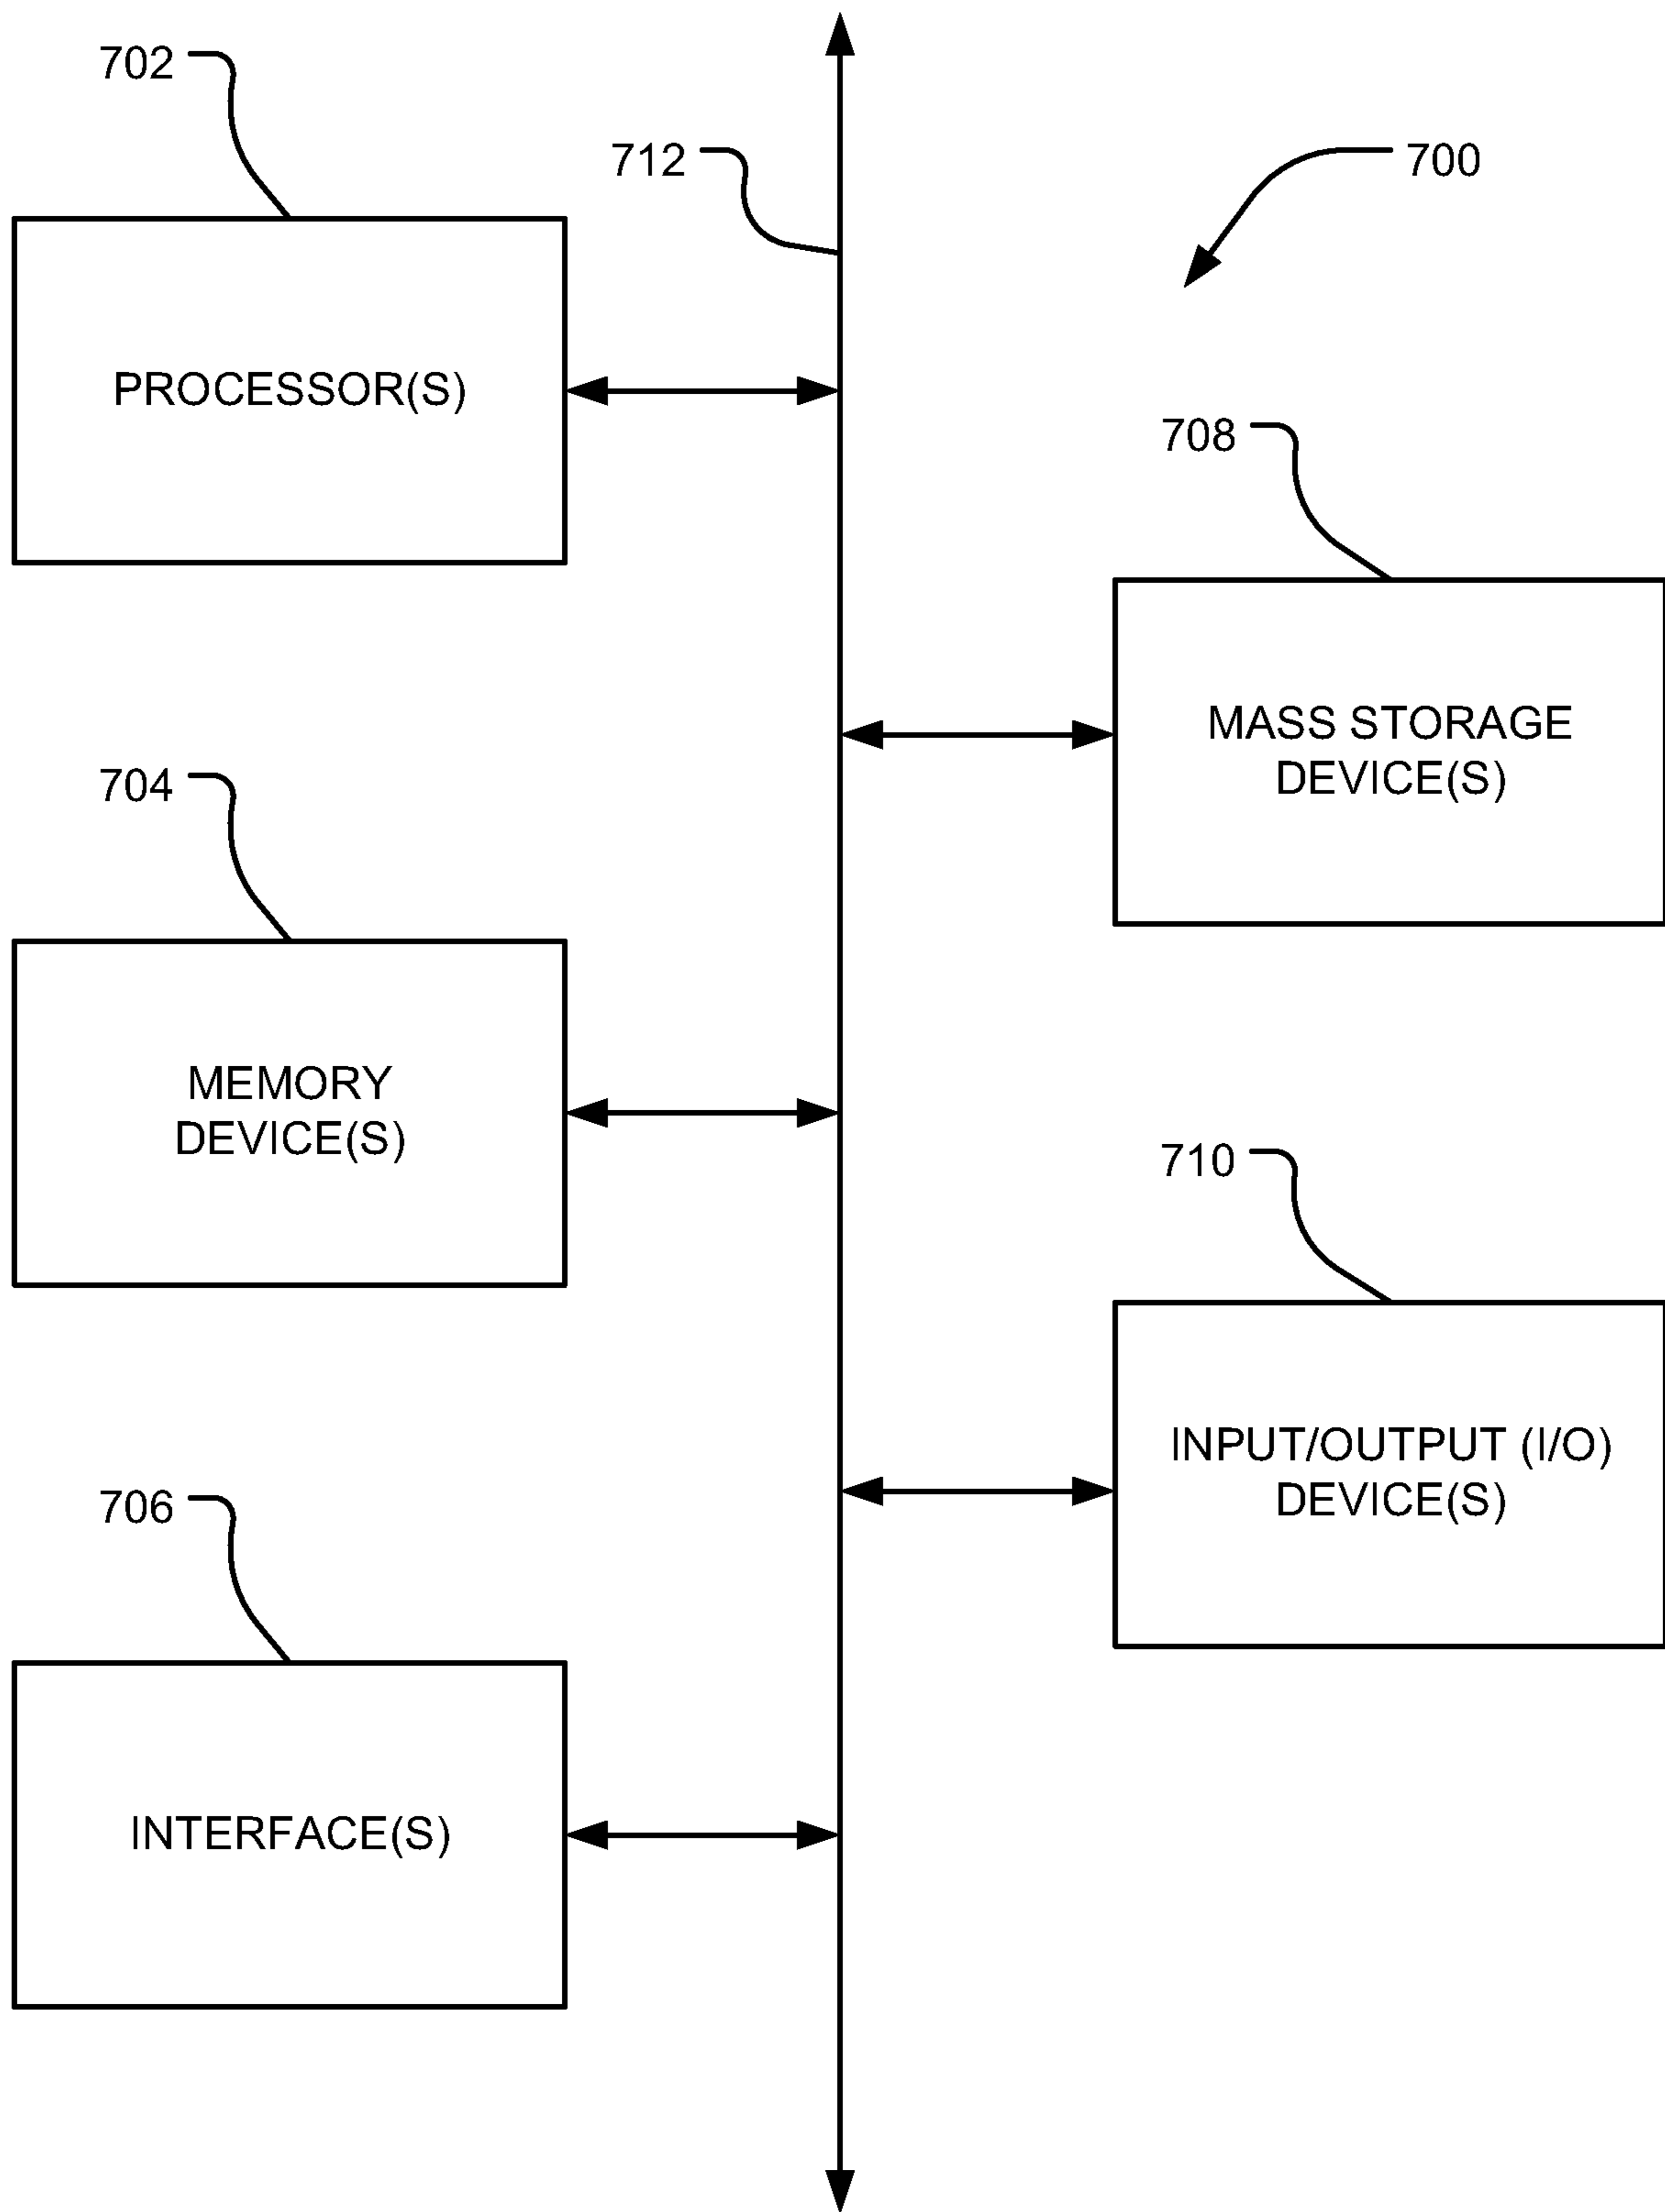 702
712
700
PROCESSOR(S)
708
MASS STORAGE
DEVICE(S)
704
MEMORY
DEVICE(S)
710
INPUT/OUTPUT (I/O)
DEVICE(S)
706
INTERFACE(S)